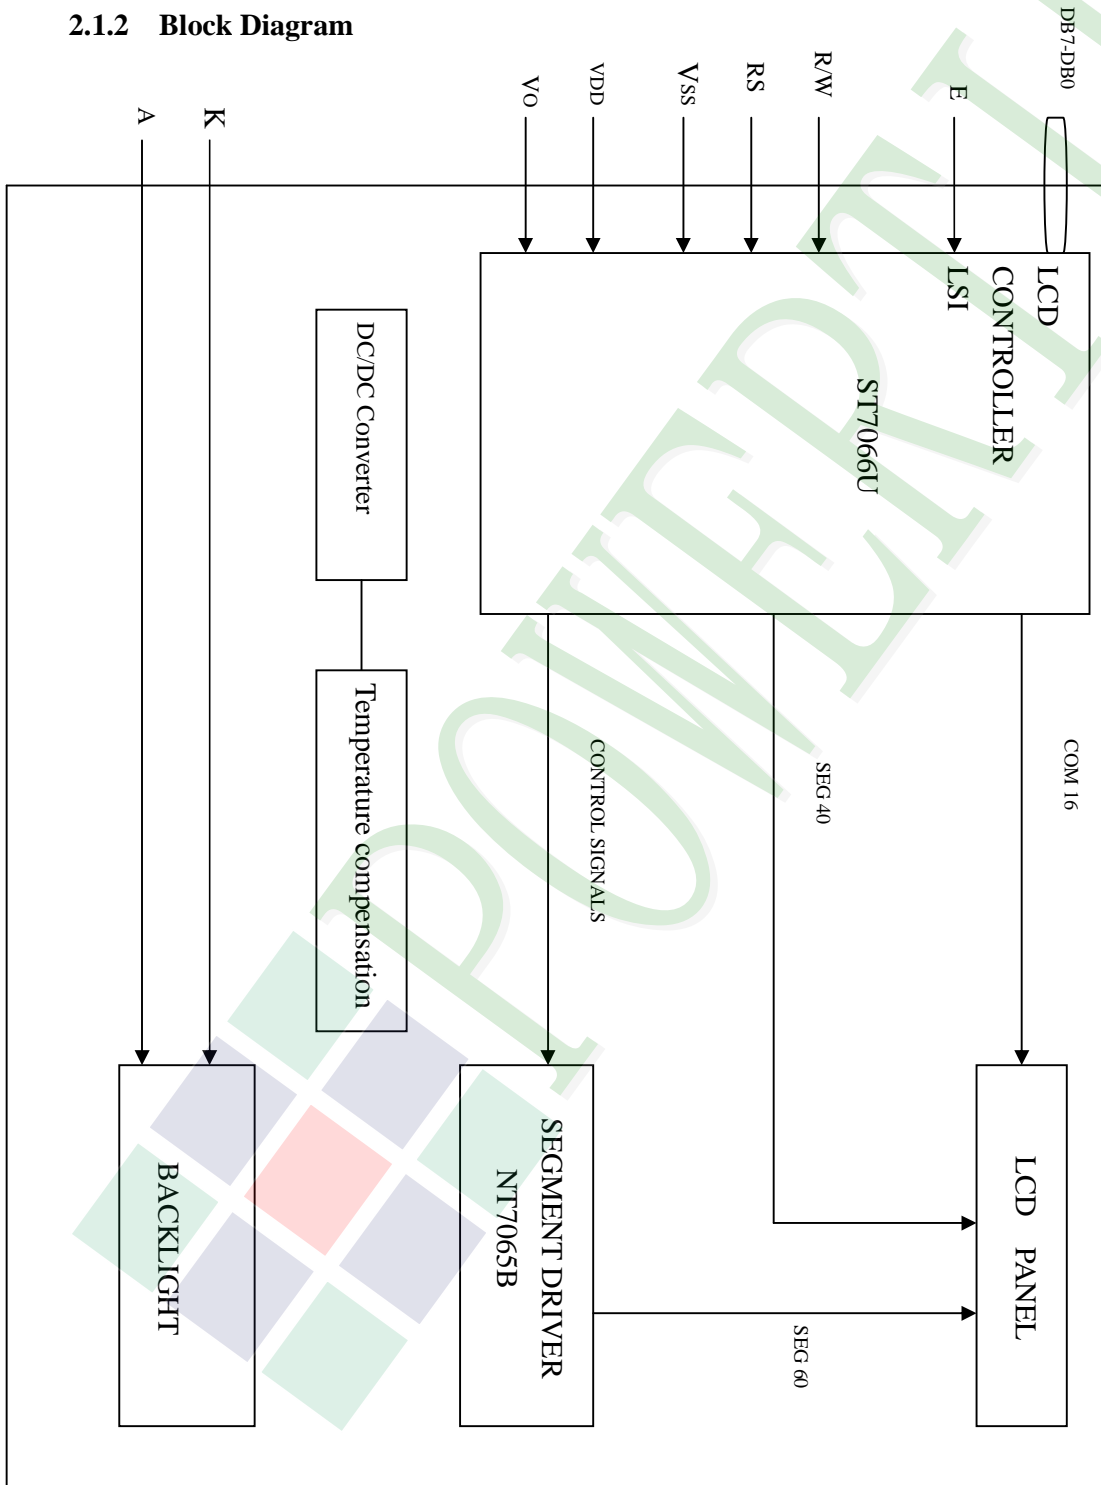 2.1.2 Block Diagram
DB7-DB0
E
R/W
RS
VSS
VDD
VO
K
A
LCD
CONTROLLER
LSI
ST7066U
DC/DC Converter
Temperature compensation
COM 16
SEG 40
CONTROL SIGNALS
LCD PANEL
SEG 60
SEGMENT DRIVER
NT7065B
BACKLIGHT
POWERTI